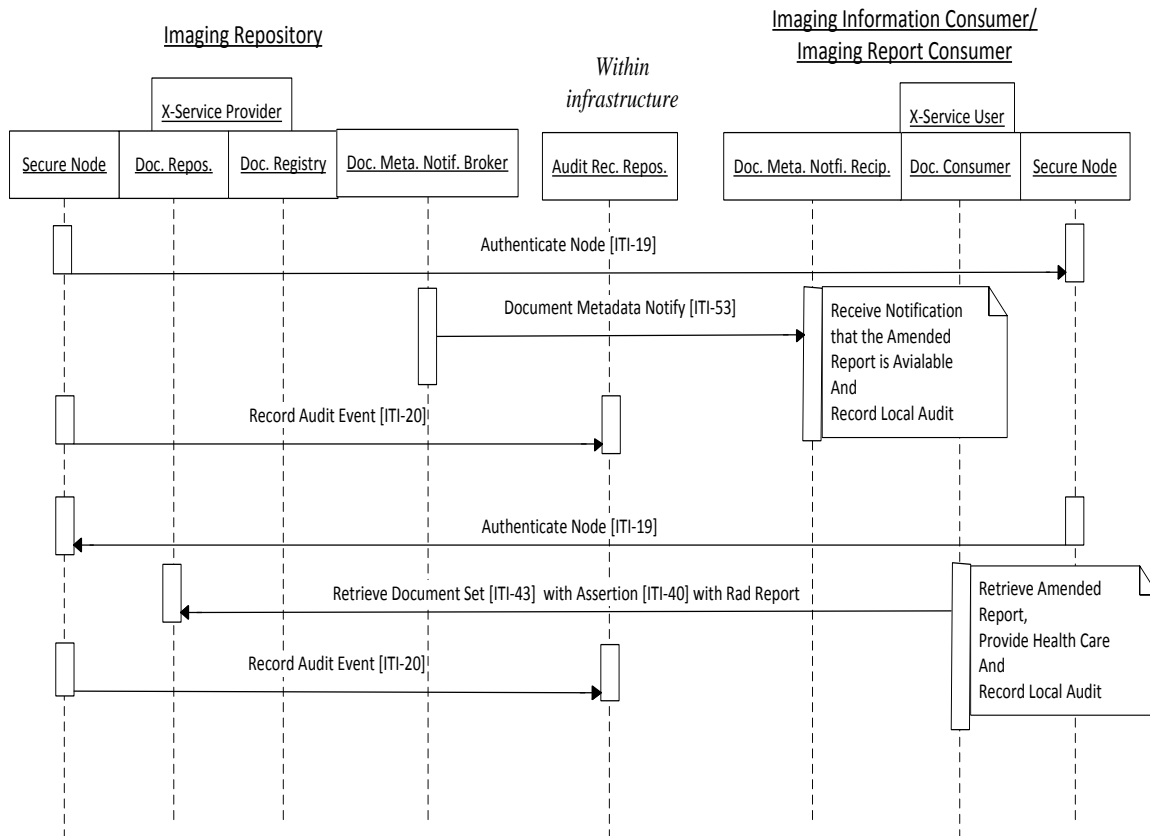 Imaging Repository
Imaging Information Consumer/
Imaging Report Consumer
Within
infrastructure
X-Service Provider
X-Service User
Secure Node
Doc. Repos.
Doc. Registry
Doc. Meta. Notif. Broker
Audit Rec. Repos.
Doc. Meta. Notfi. Recip.
Doc. Consumer
Secure Node
Authenticate Node [ITI-19]
Document Metadata Notify [ITI-53]
Receive Notification
that the Amended
Report is Avialable
And
Record Local Audit
Record Audit Event [ITI-20]
Authenticate Node [ITI-19]
Retrieve Document Set [ITI-43]  with Assertion [ITI-40] with Rad Report
Retrieve Amended
Report,
Provide Health Care
And
Record Local Audit
Record Audit Event [ITI-20]